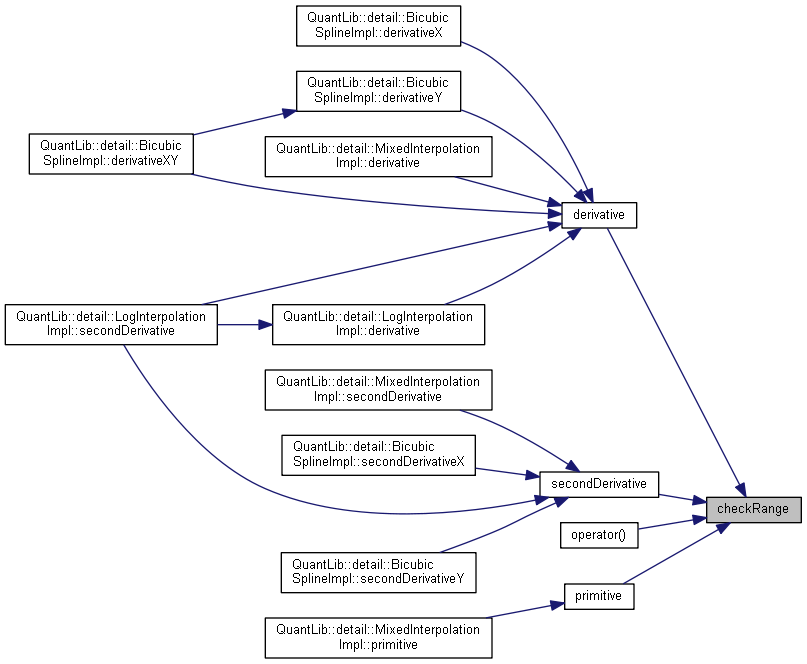 QuantLib::detail::Bicubic
SplineImpl::derivativeX
QuantLib::detail::Bicubic
SplineImpl::derivativeY
QuantLib::detail::Bicubic
SplineImpl::derivativeXY
QuantLib::detail::MixedInterpolation
Impl::derivative
derivative
QuantLib::detail::LogInterpolation
Impl::secondDerivative
QuantLib::detail::LogInterpolation
Impl::derivative
QuantLib::detail::MixedInterpolation
Impl::secondDerivative
QuantLib::detail::Bicubic
SplineImpl::secondDerivativeX
secondDerivative
checkRange
operator()
QuantLib::detail::Bicubic
SplineImpl::secondDerivativeY
primitive
QuantLib::detail::MixedInterpolation
Impl::primitive